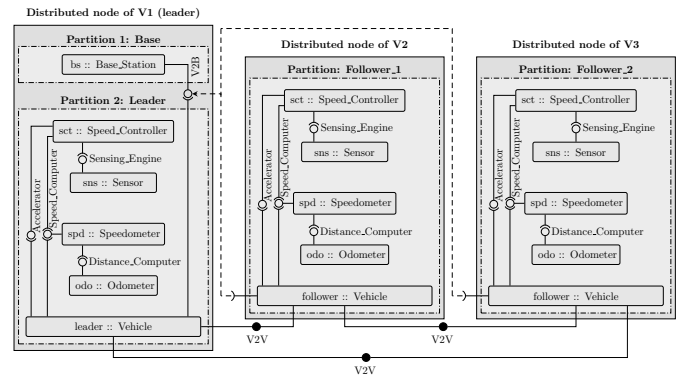 Distributed node of V1 (leader)
Partition 1: Base
bs :: Base_Station
V2B
Partition 2: Leader
sct :: Speed_Controller
Sensing_Engine
sns :: Sensor
Accelerator
Speed_Computer
spd :: Speedometer
Distance_Computer
odo :: Odometer
leader :: Vehicle
Distributed node of V2
Partition: Follower_1
sct :: Speed_Controller
Sensing_Engine
sns :: Sensor
Accelerator
Speed_Computer
spd :: Speedometer
Distance_Computer
odo :: Odometer
follower :: Vehicle
Distributed node of V3
Partition: Follower_2
sct :: Speed_Controller
Sensing_Engine
sns :: Sensor
Accelerator
Speed_Computer
spd :: Speedometer
Distance_Computer
odo :: Odometer
follower :: Vehicle
V2V
V2V
V2V